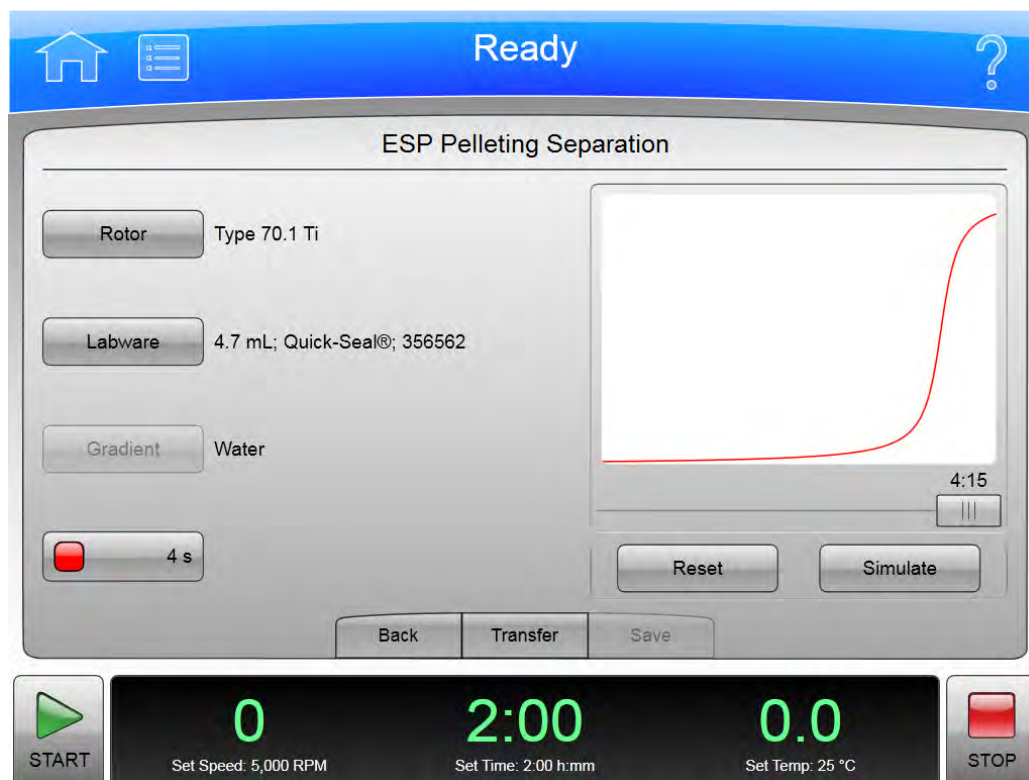 Ready
ESP Pelleting Separation
Rotor Type 70.1 Ti
Labware 4.7 mL; Quick-Seal®; 356562
Gradient Water
4:15
4 s
Reset Simulate
Back Transfer Save
START
0 2:00 0.0
Set Speed: 5,000 RPM Set Time: 2:00 h:mm Set Temp: 25 °C
STOP